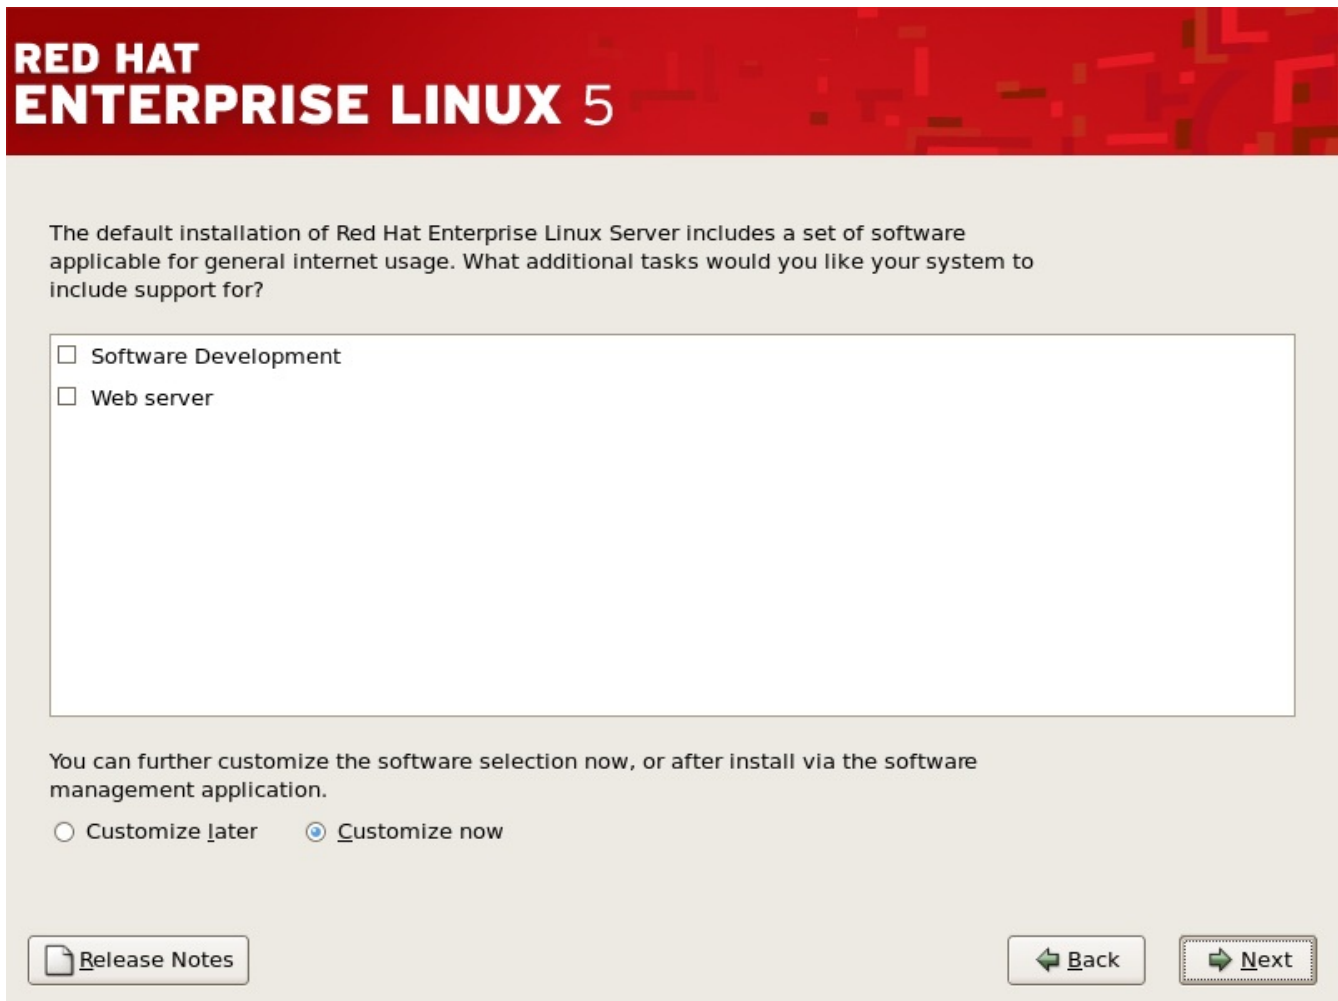 RED HAT
ENTERPRISE LINUX 5
The default installation of Red Hat Enterprise Linux Server includes a set of software
applicable for general internet usage. What additional tasks would you like your system to
include support for?
Software Development
Web server
You can further customize the software selection now, or after install via the software
management application.
Customize later Customize now
Release Notes Back Next